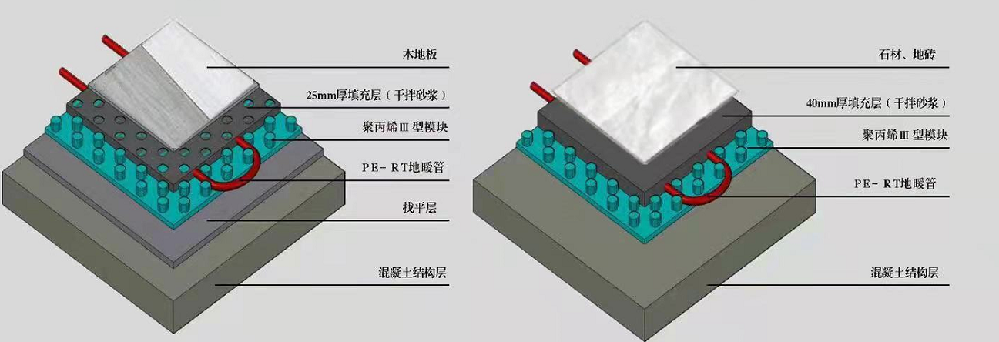 木地板
25mm厚填充层（干拌砂浆）
聚丙烯Ⅲ型模块
PE-RT地暖管
找平层
混凝土结构层
石材、地砖
40mm厚填充层（干拌砂浆）
聚丙烯Ⅲ型模块
PE-RT地暖管
混凝土结构层